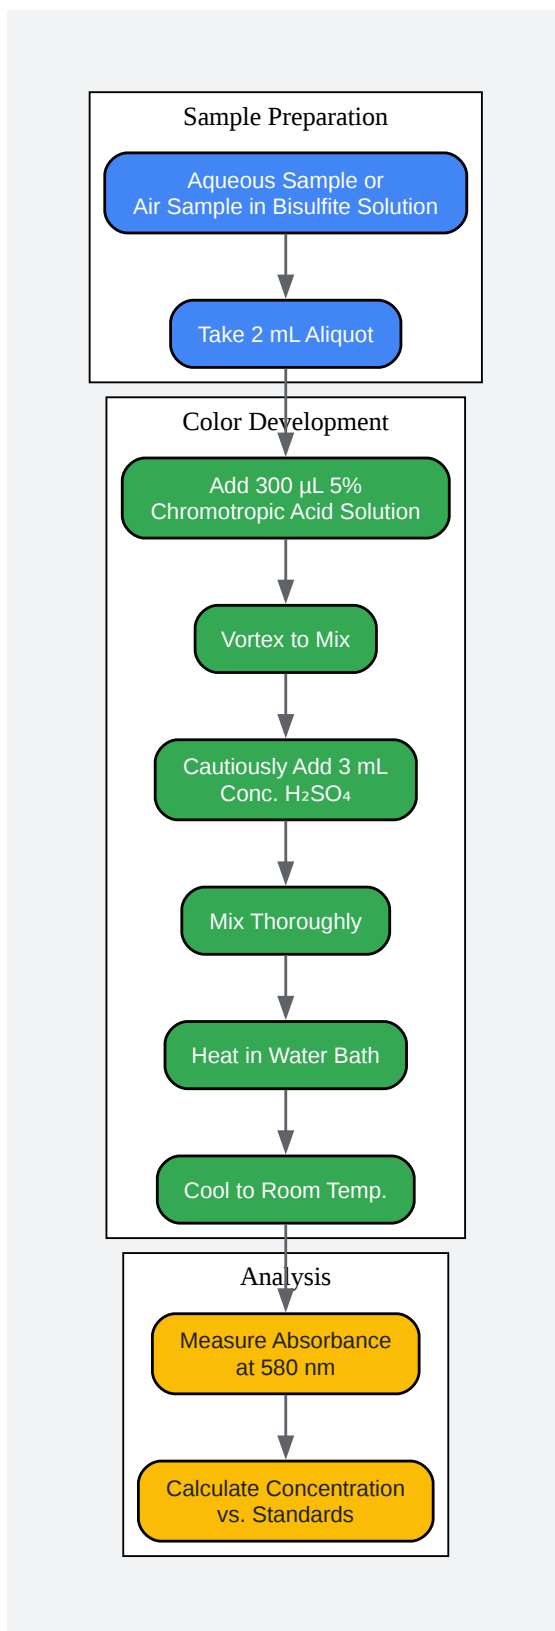 Sample Preparation
Aqueous Sample or
Air Sample in Bisulfite Solution
Take 2 mL Aliquot
Color Development
Add 300 µL 5%
Chromotropic Acid Solution
Vortex to Mix
Cautiously Add 3 mL
Conc. H₂SO₄
Mix Thoroughly
Heat in Water Bath
Cool to Room Temp.
Analysis
Measure Absorbance
at 580 nm
Calculate Concentration
vs. Standards